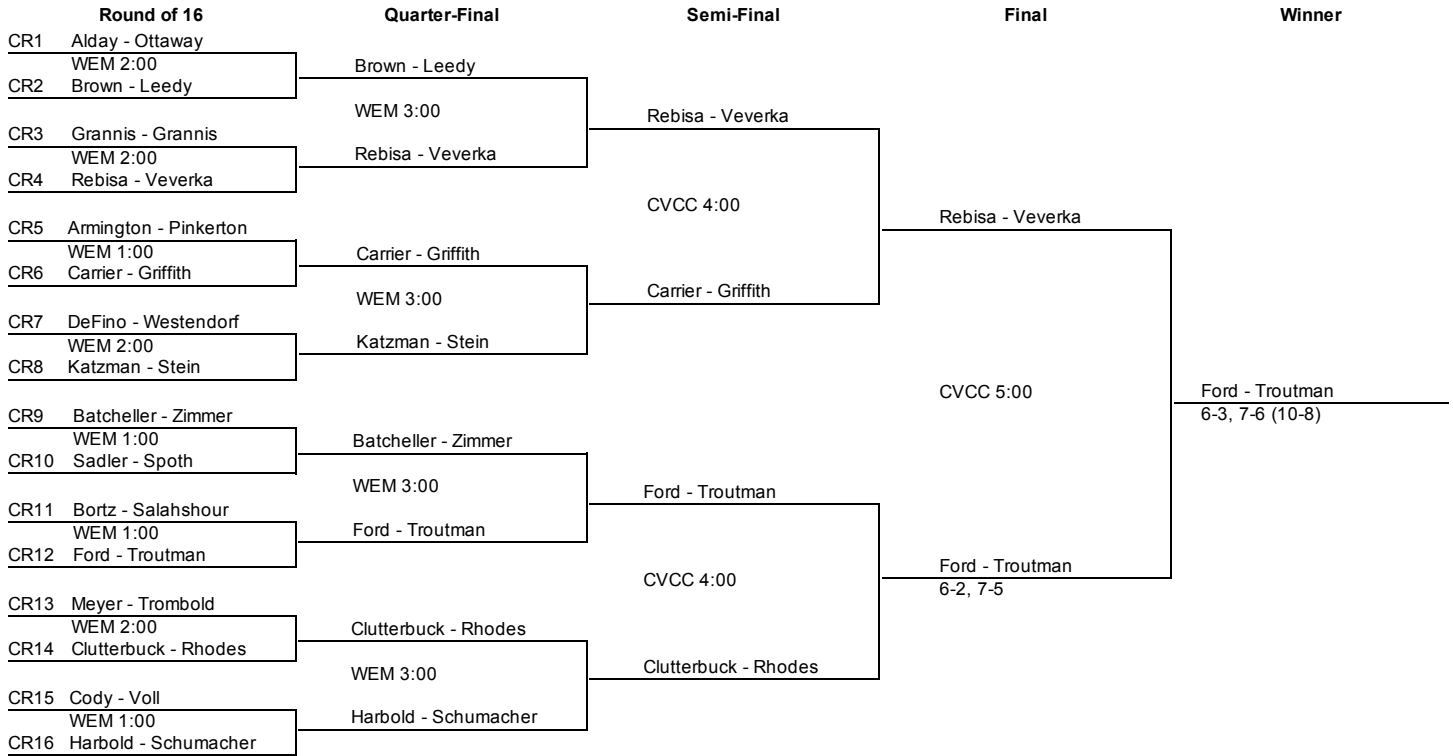 Round of 16 Quarter-Final Semi-Final Final Winner
CR1 Alday - Ottaway
WEM 2:00
CR2 Brown - Leedy
CR3 Grannis - Grannis
WEM 2:00
CR4 Rebisa - Veverka
CR5 Armington - Pinkerton
WEM 1:00
CR6 Carrier - Griffith
CR7 DeFino - Westendorf
WEM 2:00
CR8 Katzman - Stein
CR9 Batcheller - Zimmer
WEM 1:00
CR10 Sadler - Spoth
CR11 Bortz - Salahshour
WEM 1:00
CR12 Ford - Troutman
CR13 Meyer - Trombold
WEM 2:00
CR14 Clutterbuck - Rhodes
CR15 Cody - Voll
WEM 1:00
CR16 Harbold - Schumacher
Brown - Leedy
WEM 3:00
Rebisa - Veverka
Carrier - Griffith
WEM 3:00
Katzman - Stein
Batcheller - Zimmer
WEM 3:00
Ford - Troutman
Clutterbuck - Rhodes
WEM 3:00
Harbold - Schumacher
Rebisa - Veverka
CVCC 4:00
Carrier - Griffith
Ford - Troutman
CVCC 4:00
Clutterbuck - Rhodes
Rebisa - Veverka
CVCC 5:00
Ford - Troutman
6-2, 7-5
Ford - Troutman
6-3, 7-6 (10-8)